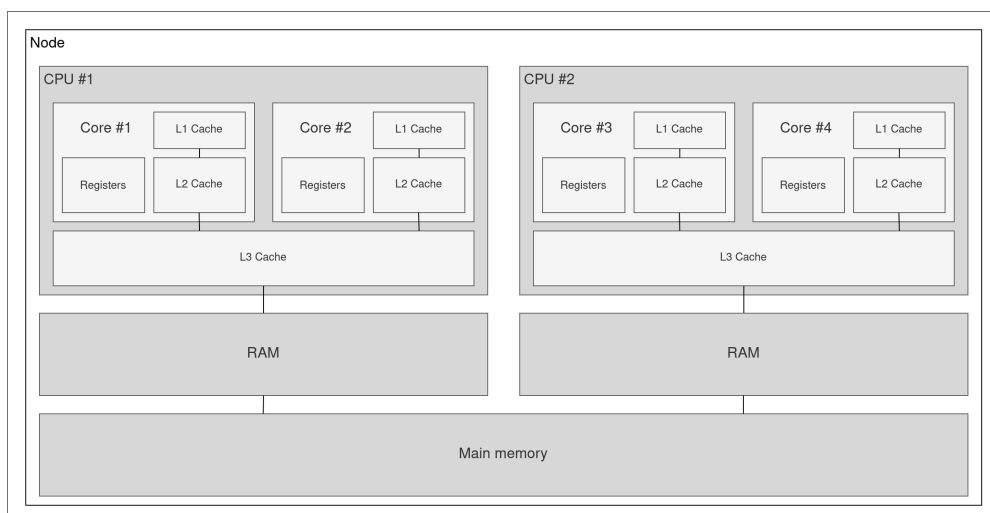 Node
CPU #1
Core #1
L1 Cache
Registers
L2 Cache
Core #2
L1 Cache
Registers
L2 Cache
L3 Cache
RAM
CPU #2
Core #3
L1 Cache
Registers
L2 Cache
Core #4
L1 Cache
Registers
L2 Cache
L3 Cache
RAM
Main memory